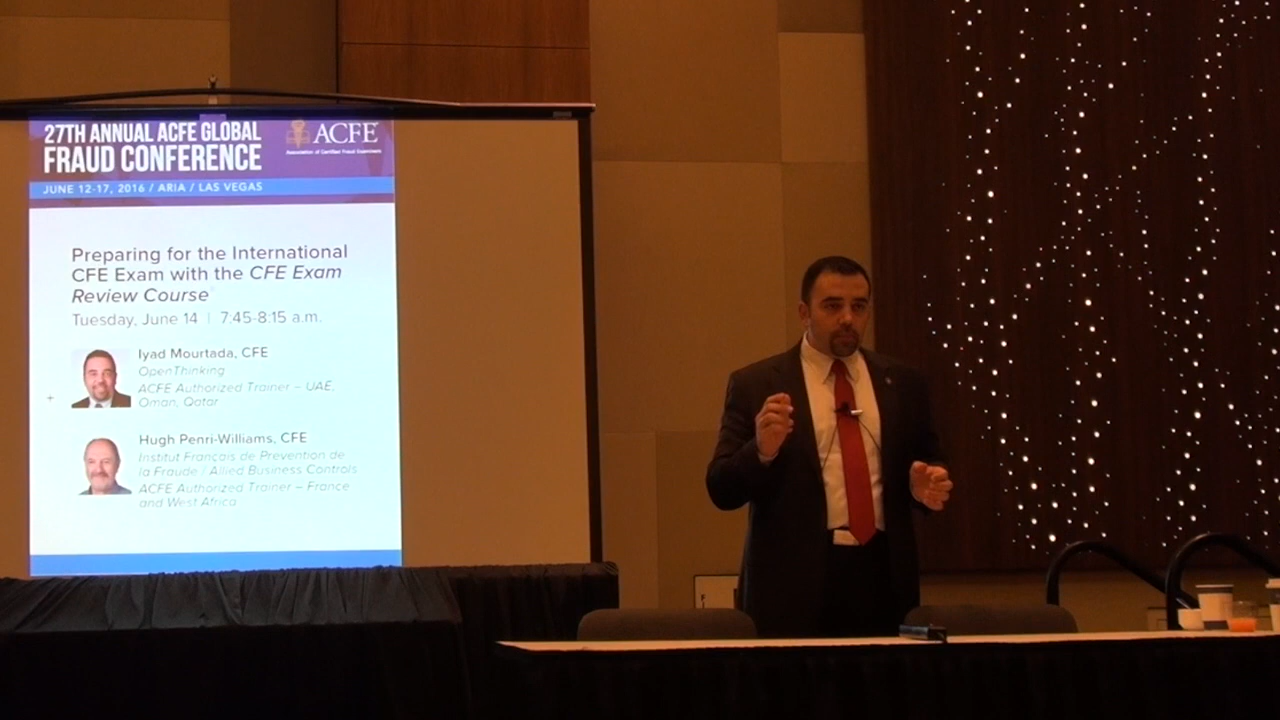 27TH ANNUAL ACFE GLOBAL
FRAUD CONFERENCE
ACFE
Association of Certified Fraud Examiners
JUNE 12-17, 2016 / ARIA / LAS VEGAS
Preparing for the International
CFE Exam with the CFE Exam
Review Course®
Tuesday, June 14 | 7:45-8:15 a.m.
Iyad Mourtada, CFE
OpenThinking
ACFE Authorized Trainer – UAE,
Oman, Qatar
Hugh Penri-Williams, CFE
Institut Français de Prevention de
la Fraude / Allied Business Controls
ACFE Authorized Trainer – France
and West Africa